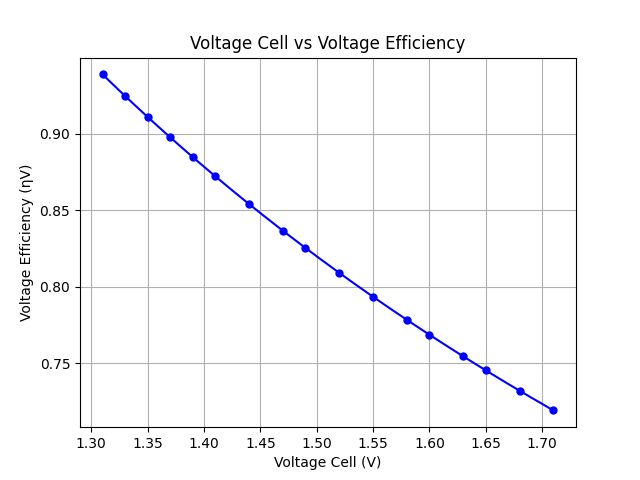 Voltage Cell vs Voltage Efficiency
Voltage Efficiency (ηV)
0.90
0.85
0.80
0.75
1.30 1.35 1.40 1.45 1.50 1.55 1.60 1.65 1.70
Voltage Cell (V)